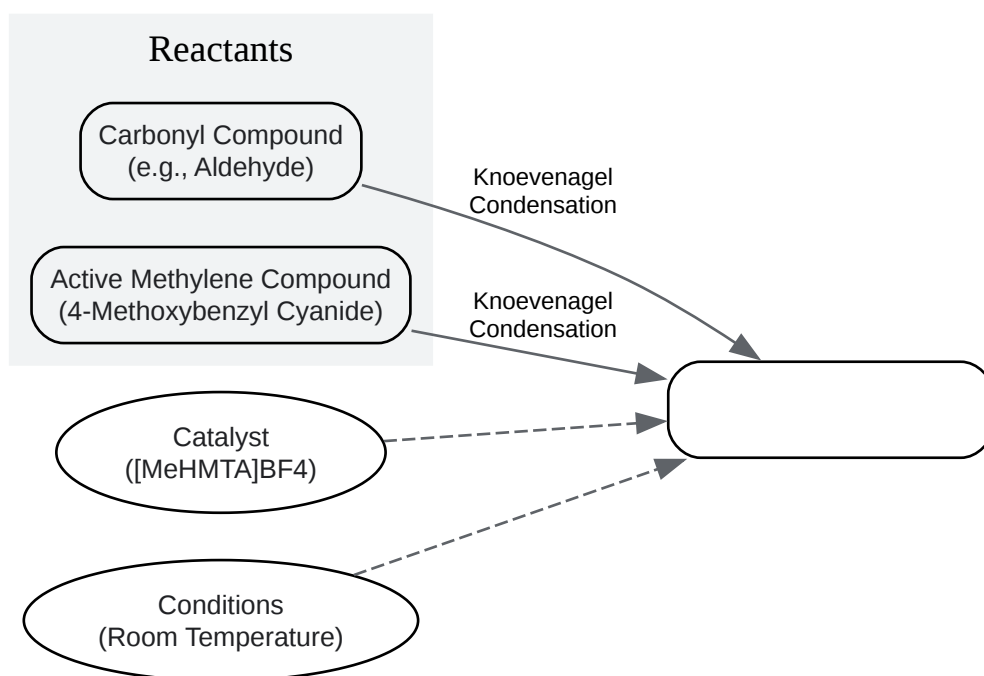 Reactants
Carbonyl Compound
(e.g., Aldehyde)
Knoevenagel
Condensation
Active Methylene Compound
(4-Methoxybenzyl Cyanide)
Knoevenagel
Condensation
Catalyst
([MeHMTA]BF4)
Conditions
(Room Temperature)